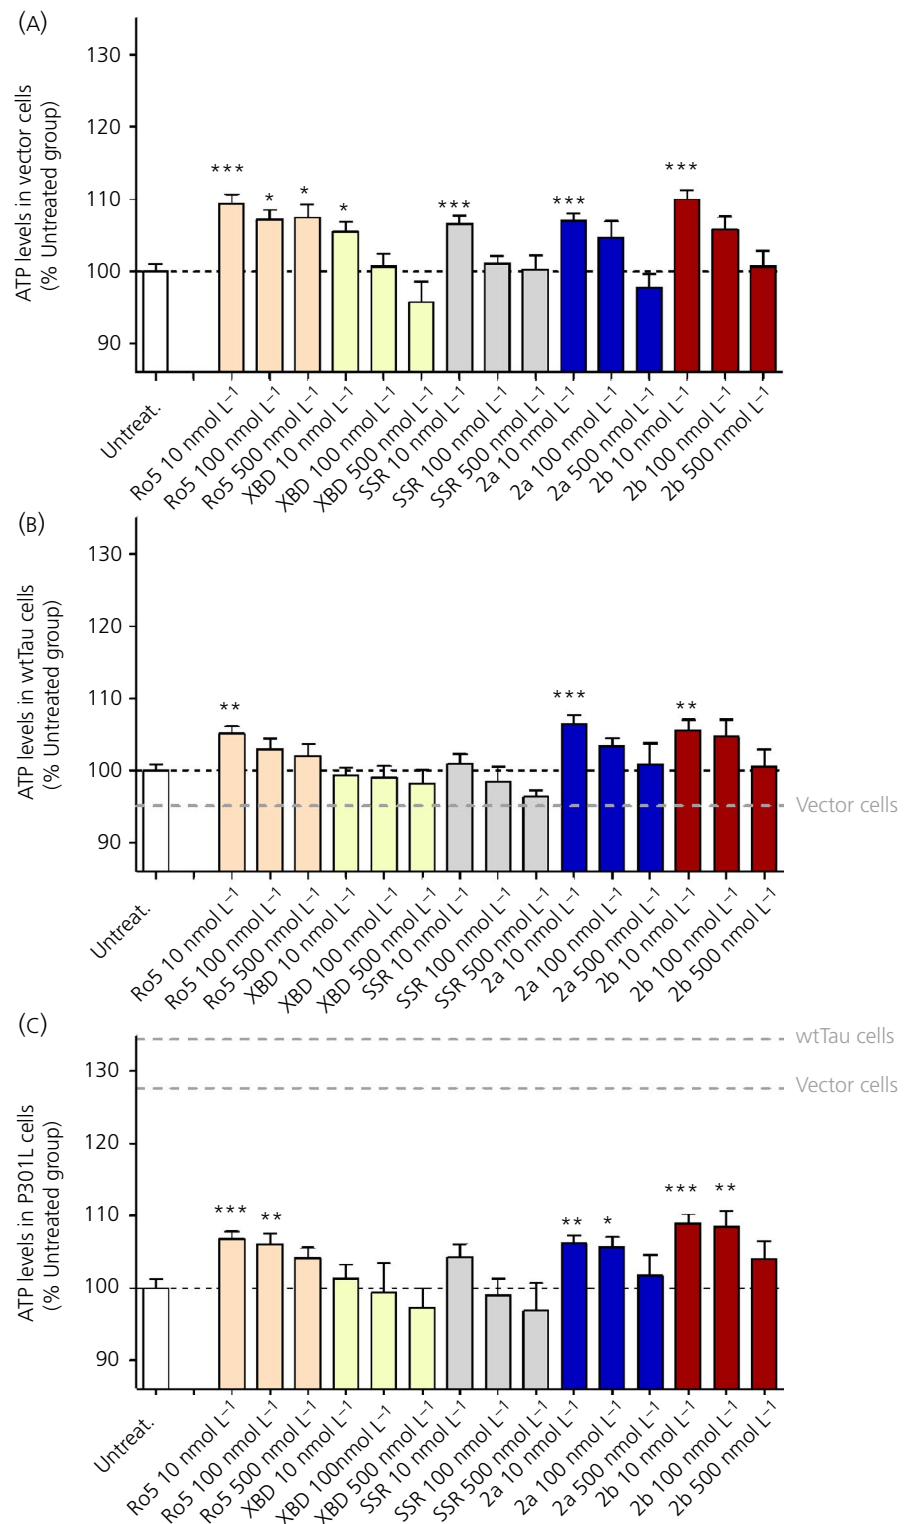 (A)
ATP levels in vector cells
(% Untreated group)
130
120
110
100
90
***
*
*
*
***
***
***
Untreat.
Ro5 10 nmol L⁻¹
Ro5 100 nmol L⁻¹
Ro5 500 nmol L⁻¹
XBD 10 nmol L⁻¹
XBD 100 nmol L⁻¹
XBD 500 nmol L⁻¹
SSR 10 nmol L⁻¹
SSR 100 nmol L⁻¹
SSR 500 nmol L⁻¹
2a 10 nmol L⁻¹
2a 100 nmol L⁻¹
2a 500 nmol L⁻¹
2b 10 nmol L⁻¹
2b 100 nmol L⁻¹
2b 500 nmol L⁻¹
(B)
ATP levels in wtTau cells
(% Untreated group)
130
120
110
100
90
**
***
**
Vector cells
Untreat.
Ro5 10 nmol L⁻¹
Ro5 100 nmol L⁻¹
Ro5 500 nmol L⁻¹
XBD 10 nmol L⁻¹
XBD 100 nmol L⁻¹
XBD 500 nmol L⁻¹
SSR 10 nmol L⁻¹
SSR 100 nmol L⁻¹
SSR 500 nmol L⁻¹
2a 10 nmol L⁻¹
2a 100 nmol L⁻¹
2a 500 nmol L⁻¹
2b 10 nmol L⁻¹
2b 100 nmol L⁻¹
2b 500 nmol L⁻¹
(C)
ATP levels in P301L cells
(% Untreated group)
wtTau cells
Vector cells
130
120
110
100
90
***
**
**
*
***
**
Untreat.
Ro5 10 nmol L⁻¹
Ro5 100 nmol L⁻¹
Ro5 500 nmol L⁻¹
XBD 10 nmol L⁻¹
XBD 100nmol L⁻¹
XBD 500 nmol L⁻¹
SSR 10 nmol L⁻¹
SSR 100 nmol L⁻¹
SSR 500 nmol L⁻¹
2a 10 nmol L⁻¹
2a 100 nmol L⁻¹
2a 500 nmol L⁻¹
2b 10 nmol L⁻¹
2b 100 nmol L⁻¹
2b 500 nmol L⁻¹